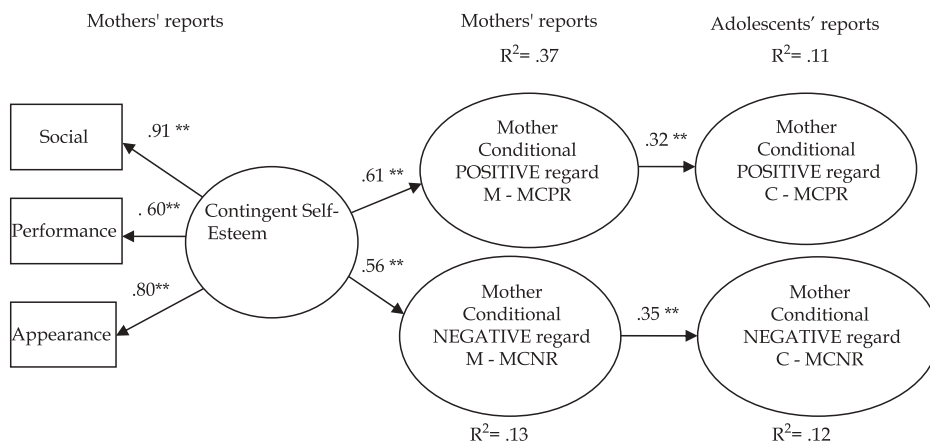 Mothers' reports
Mothers' reports
Adolescents' reports
R²= .37
R²= .11
Social
.91 **
Performance
. 60**
Appearance
.80**
Contingent Self-
Esteem
.61 **
.56 **
Mother
Conditional
POSITIVE regard
M - MCPR
.32 **
Mother
Conditional
POSITIVE regard
C - MCPR
Mother
Conditional
NEGATIVE regard
M - MCNR
.35 **
Mother
Conditional
NEGATIVE regard
C - MCNR
R²= .13
R²= .12